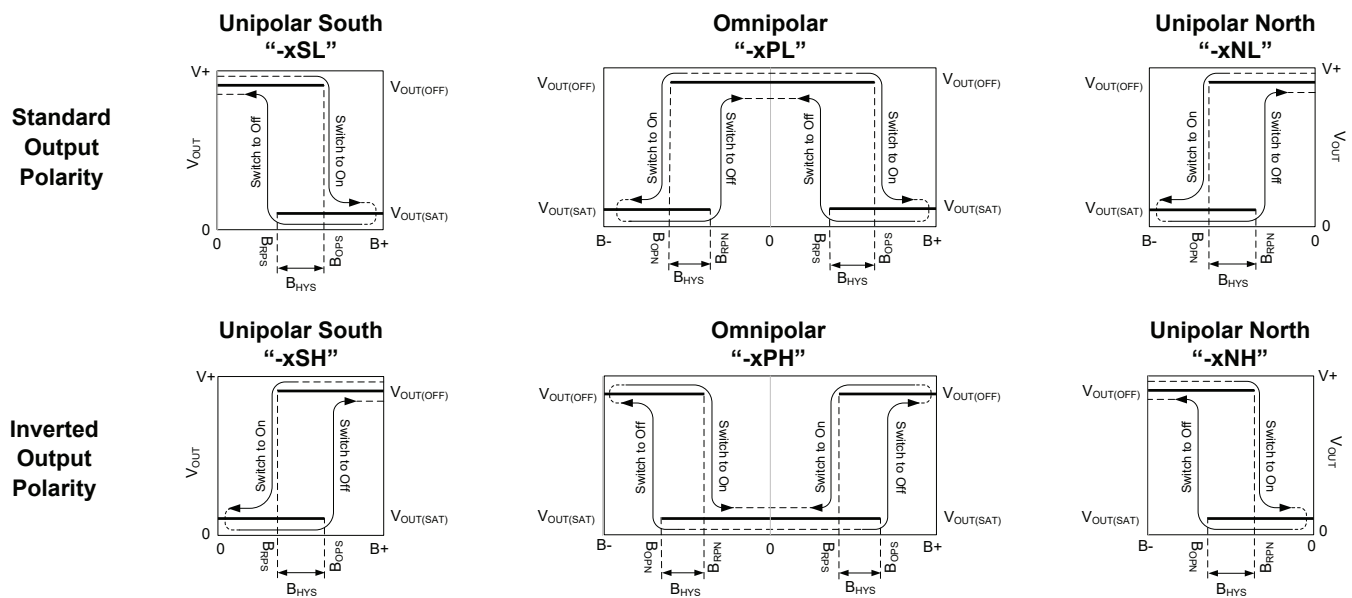 Unipolar South
“-xSL”
Omnipolar
“-xPL”
Unipolar North
“-xNL”
Standard
Output
Polarity
V+
VOUT
0
0
BRPS
BOPS
B+
BHYS
Switch to Off
Switch to On
VOUT(OFF)
VOUT(SAT)
VOUT(OFF)
VOUT(SAT)
Switch to On
Switch to Off
Switch to Off
Switch to On
VOUT(OFF)
VOUT(SAT)
B-
BOPN
BRPN
0
BRPS
BOPS
B+
BHYS
BHYS
VOUT(OFF)
VOUT(SAT)
Switch to On
Switch to Off
V+
VOUT
0
B-
BOPN
BRPN
0
BHYS
Unipolar South
“-xSH”
Omnipolar
“-xPH”
Unipolar North
“-xNH”
Inverted
Output
Polarity
V+
VOUT
0
0
BRPS
BOPS
B+
BHYS
Switch to On
Switch to Off
VOUT(OFF)
VOUT(SAT)
VOUT(OFF)
VOUT(SAT)
Switch to Off
Switch to On
Switch to On
Switch to Off
VOUT(OFF)
VOUT(SAT)
B-
BOPN
BRPN
0
BRPS
BOPS
B+
BHYS
BHYS
VOUT(OFF)
VOUT(SAT)
Switch to Off
Switch to On
V+
VOUT
0
B-
BOPN
BRPN
0
BHYS